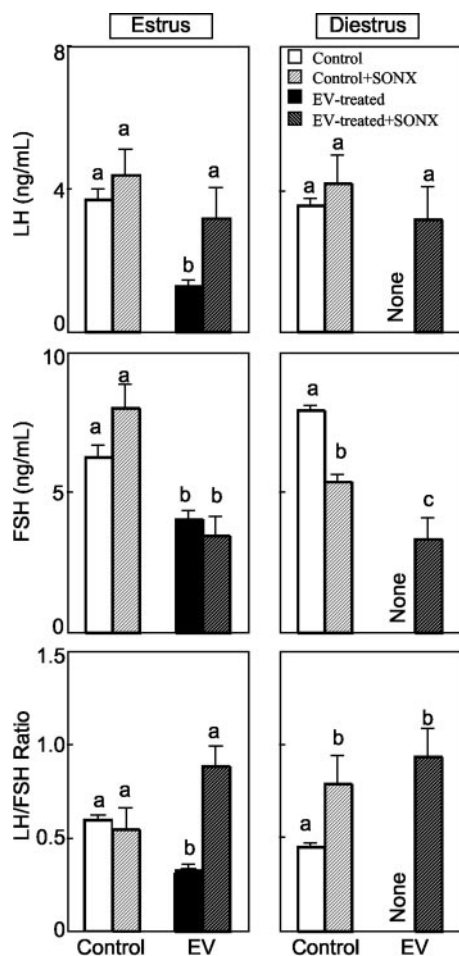 Estrus
Diestrus
8
4
0
LH (ng/mL)
a
a
b
a
Control
Control+SONX
EV-treated
EV-treated+SONX
a
a
None
a
10
5
0
FSH (ng/mL)
a
a
b
b
a
b
None
c
1.5
1.0
0.5
0
LH/FSH Ratio
a
a
b
a
a
b
None
b
Control
EV
Control
EV